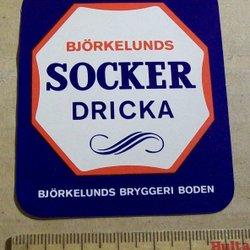 BJÖRKELUNDS
SOCKER
DRICKA
BJÖRKELUNDS BRYGGERI BODEN